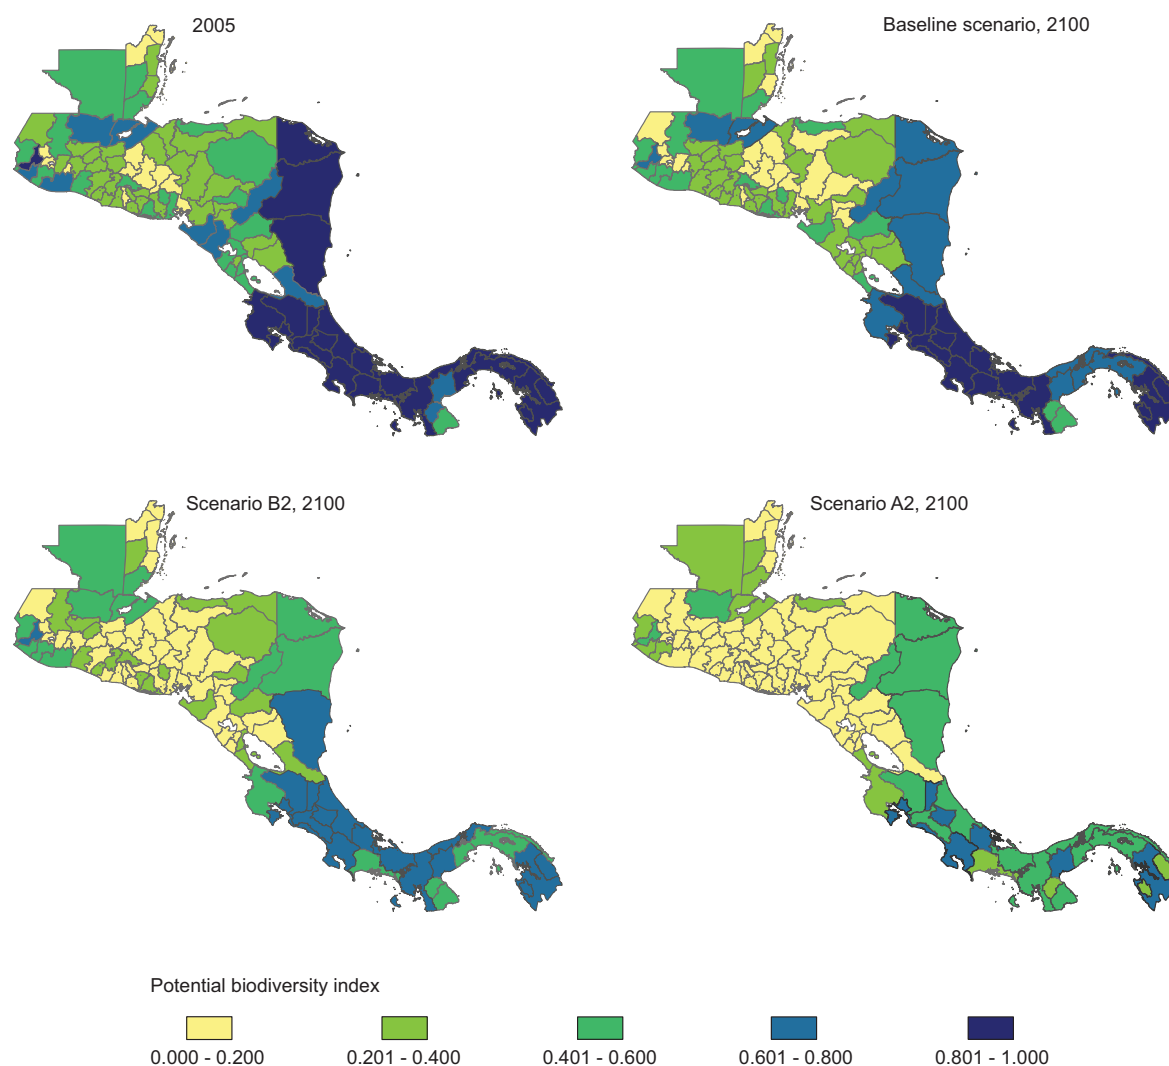 2005
Baseline scenario, 2100
Scenario B2, 2100
Scenario A2, 2100
Potential biodiversity index
0.000 - 0.200
0.201 - 0.400
0.401 - 0.600
0.601 - 0.800
0.801 - 1.000